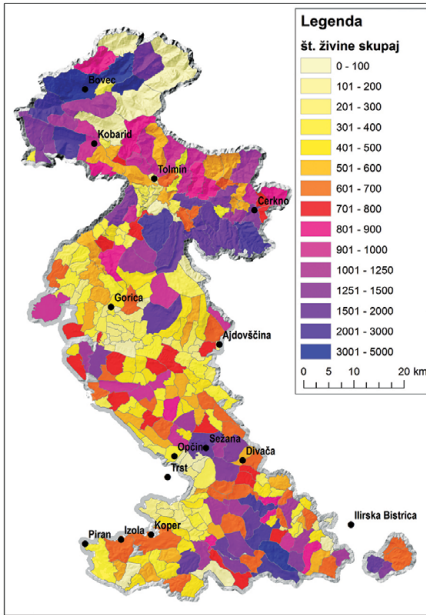 Legenda
št. živine skupaj
0 - 100
101 - 200
201 - 300
301 - 400
401 - 500
501 - 600
601 - 700
701 - 800
801 - 900
901 - 1000
1001 - 1250
1251 - 1500
1501 - 2000
2001 - 3000
3001 - 5000
0 5 10 20 km
Bovec
Kobarid
Tolmin
Cerkno
Gorica
Ajdovščina
Sežana
Opčine
Divača
Trst
Ilirska Bistrica
Koper
Izola
Piran